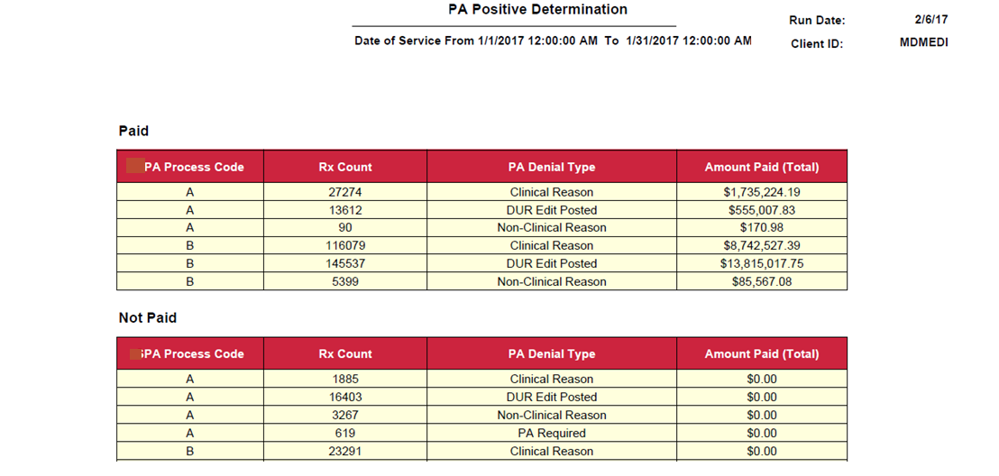 PA Positive Determination
Run Date: 2/6/17
Date of Service From 1/1/2017 12:00:00 AM To 1/31/2017 12:00:00 AM
Client ID: MDMEDI
Paid
PA Process Code Rx Count PA Denial Type Amount Paid (Total)
A 27274 Clinical Reason $1,735,224.19
A 13612 DUR Edit Posted $555,007.83
A 90 Non-Clinical Reason $170.98
B 116079 Clinical Reason $8,742,527.39
B 145537 DUR Edit Posted $13,815,017.75
B 5399 Non-Clinical Reason $85,567.08
Not Paid
PA Process Code Rx Count PA Denial Type Amount Paid (Total)
A 1885 Clinical Reason $0.00
A 16403 DUR Edit Posted $0.00
A 3267 Non-Clinical Reason $0.00
A 619 PA Required $0.00
B 23291 Clinical Reason $0.00